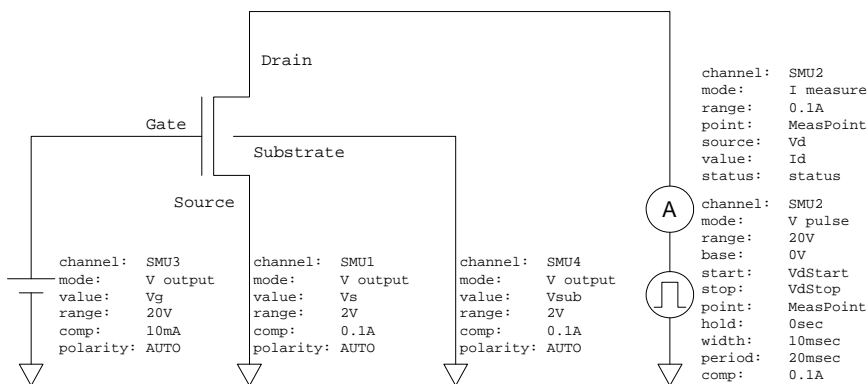 Drain
Gate
Substrate
Source
channel: SMU3
mode: V output
value: Vg
range: 20V
comp: 10mA
polarity: AUTO
channel: SMU1
mode: V output
value: Vs
range: 2V
comp: 0.1A
polarity: AUTO
channel: SMU4
mode: V output
value: Vsub
range: 2V
comp: 0.1A
polarity: AUTO
channel: SMU2
mode: I measure
range: 0.1A
point: MeasPoint
source: Vd
value: Id
status: status
A
channel: SMU2
mode: V pulse
range: 20V
base: 0V
start: VdStart
stop: VdStop
point: MeasPoint
hold: 0sec
width: 10msec
period: 20msec
comp: 0.1A